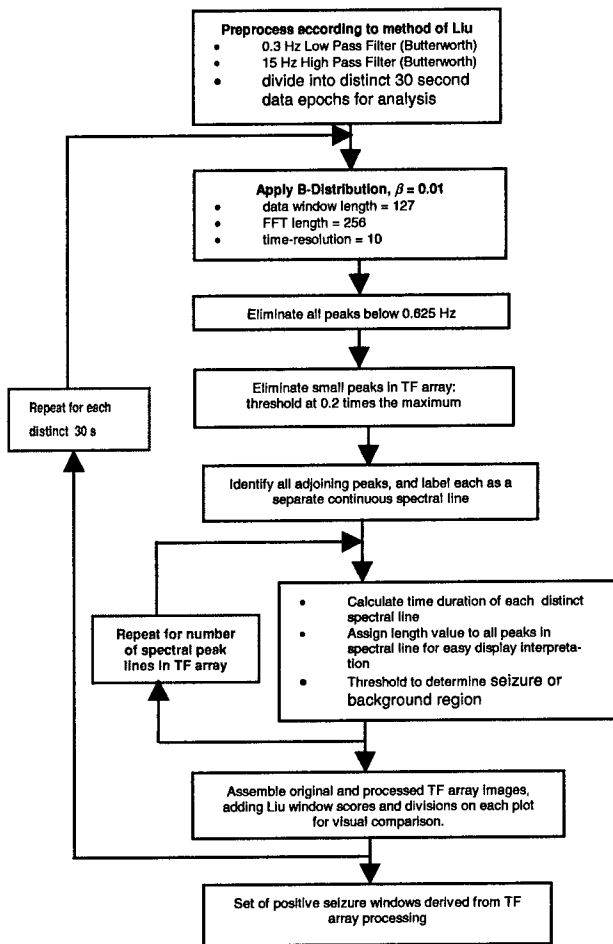 Preprocess according to method of Liu
• 0.3 Hz Low Pass Filter (Butterworth)
• 15 Hz High Pass Filter (Butterworth)
• divide into distinct 30 second
data epochs for analysis
Apply B-Distribution, β = 0.01
• data window length = 127
• FFT length = 256
• time-resolution = 10
Eliminate all peaks below 0.625 Hz
Eliminate small peaks in TF array:
threshold at 0.2 times the maximum
Repeat for each
distinct 30 s
Identify all adjoining peaks, and label each as a
separate continuous spectral line
• Calculate time duration of each distinct
spectral line
• Assign length value to all peaks in
spectral line for easy display interpreta-
tion
• Threshold to determine seizure or
background region
Repeat for number
of spectral peak
lines in TF array
Assemble original and processed TF array images,
adding Liu window scores and divisions on each plot
for visual comparison.
Set of positive seizure windows derived from TF
array processing